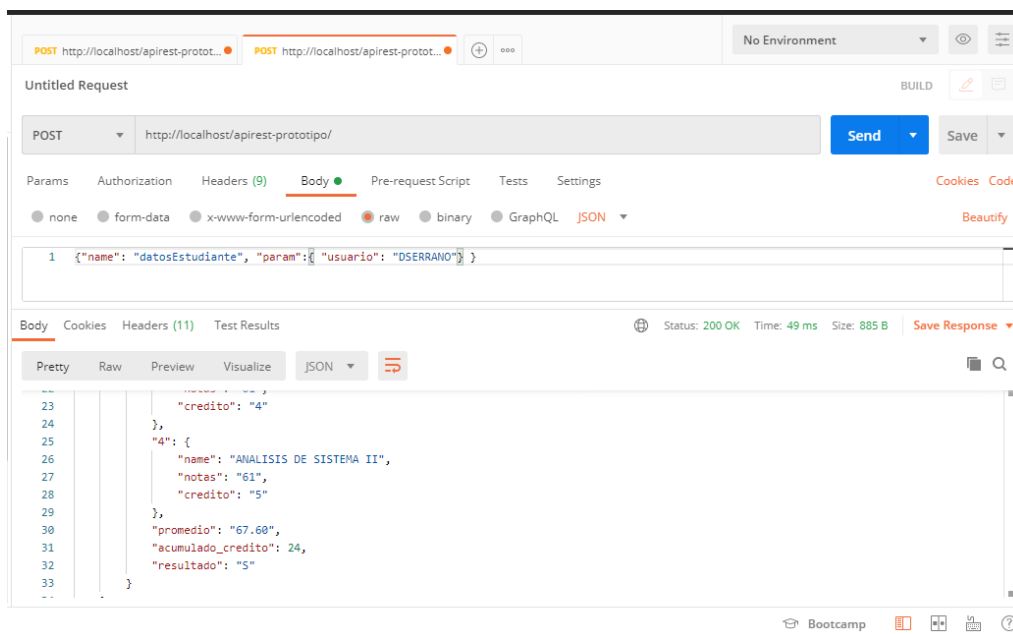 POST http://localhost/apirest-protot... POST http://localhost/apirest-protot... No Environment
Untitled Request BUILD
POST http://localhost/apirest-prototipo/ Send Save
Params Authorization Headers (9) Body Pre-request Script Tests Settings Cookies Code
none form-data x-www-form-urlencoded raw binary GraphQL JSON Beautify
1 {"name": "datosEstudiante", "param":{ "usuario": "DSERRANO"} }
Body Cookies Headers (11) Test Results Status: 200 OK Time: 49 ms Size: 885 B Save Response
Pretty Raw Preview Visualize JSON
23 "credito": "4"
24 },
25 "4": {
26 "name": "ANALISIS DE SISTEMA II",
27 "notas": "61",
28 "credito": "5"
29 },
30 "promedio": "67.60",
31 "acumulado_credito": 24,
32 "resultado": "5"
33 }
Bootcamp